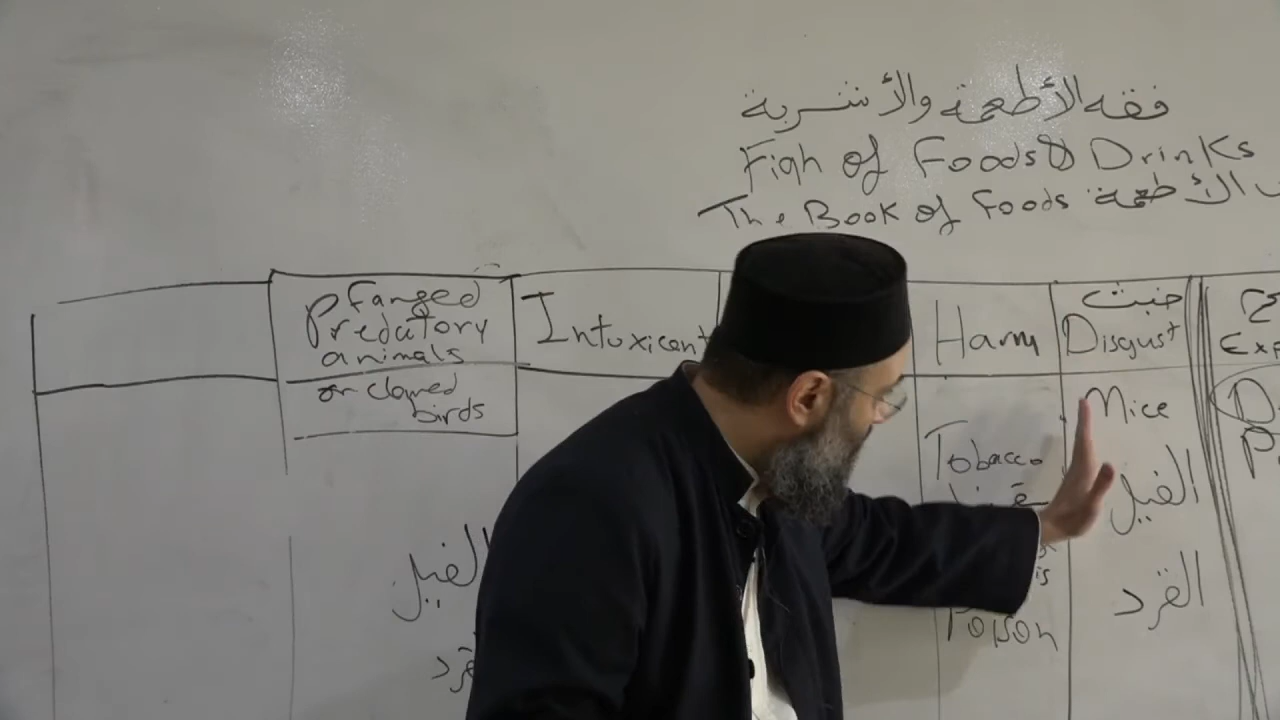 فقه الأطعمة والأشربة
Fiqh of Foods & Drinks
The Book of Foods الأطعمة
Fanged
Predatory
animals
or clawed
birds
Intoxicant
Harm
خبث
Disgust
Mice
Tobacco
الفيل
القرد
Poison
الفيل